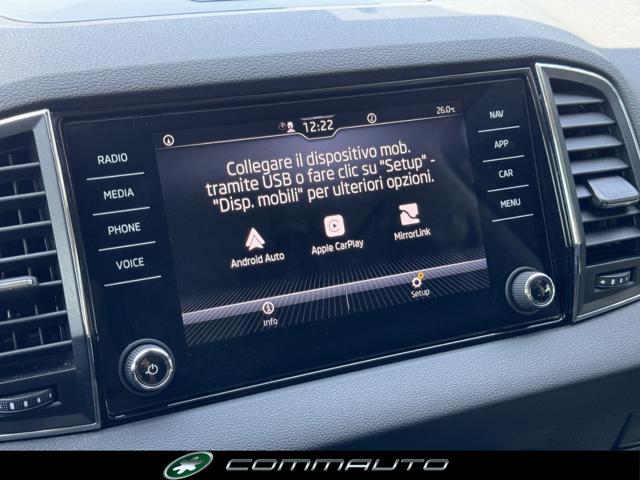 12:22
26.0°C
RADIO
MEDIA
PHONE
VOICE
NAV
APP
CAR
MENU
Collegare il dispositivo mob.
tramite USB o fare clic su "Setup" -
"Disp. mobili" per ulteriori opzioni.
Android Auto
Apple CarPlay
MirrorLink
Info
Setup
COMMAUTO